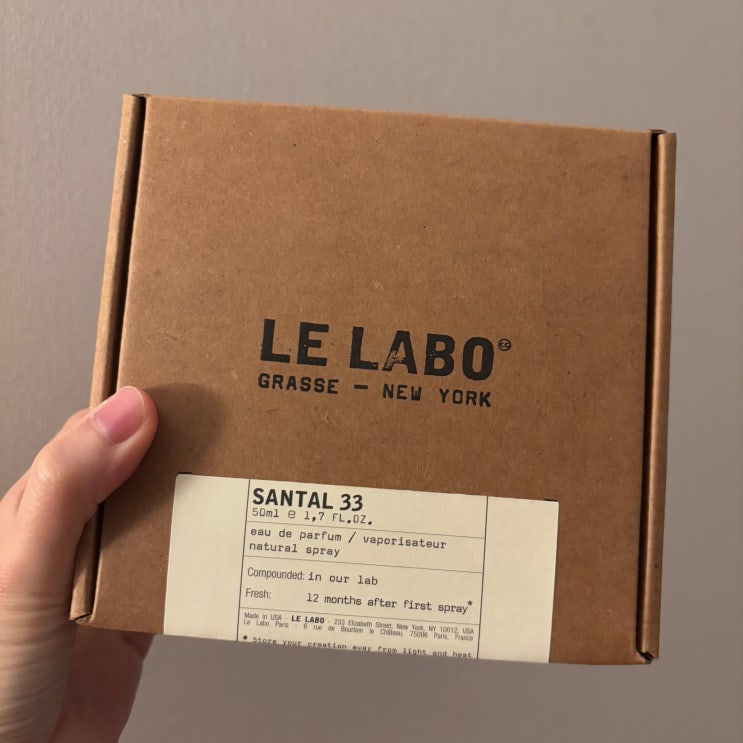 LE LABO
GRASSE — NEW YORK
SANTAL 33
50ml e 1,7 FL.OZ.
eau de parfum / vaporisateur
natural spray
Compounded: in our lab
Fresh: 12 months after first spray*
Made in USA - LE LABO - 233 Elizabeth Street, New York, NY 10012, USA
Le Labo Paris - 6 rue de Bourbon le Château, 75006 Paris, France
* Store your creation away from light and heat